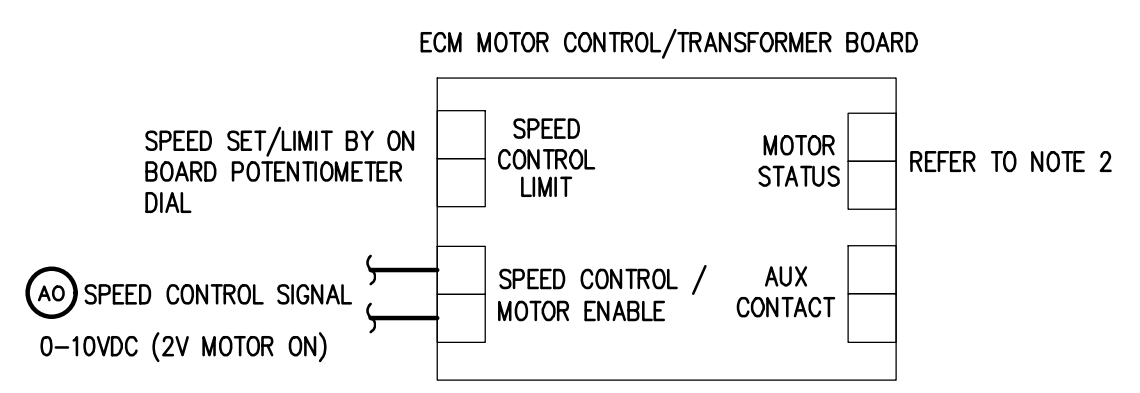 ECM MOTOR CONTROL/TRANSFORMER BOARD
SPEED SET/LIMIT BY ON
BOARD POTENTIOMETER
DIAL
SPEED
CONTROL
LIMIT
MOTOR
STATUS
REFER TO NOTE 2
AO
SPEED CONTROL SIGNAL
0-10VDC (2V MOTOR ON)
SPEED CONTROL /
MOTOR ENABLE
AUX
CONTACT